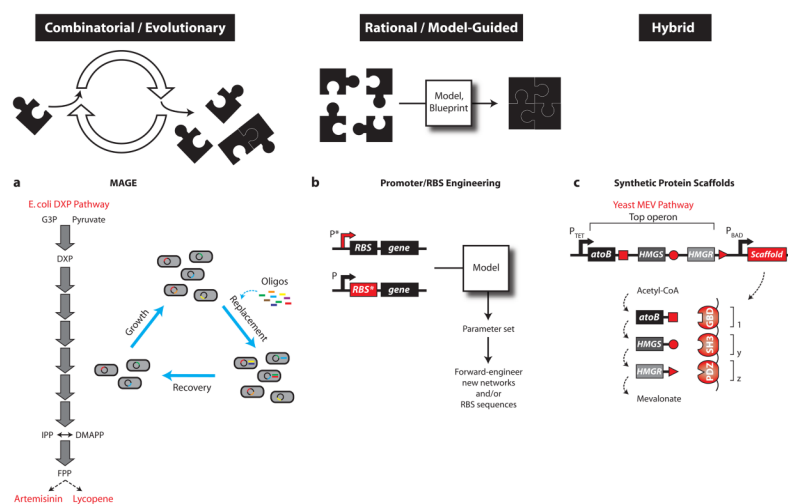 Combinatorial / Evolutionary
Rational / Model-Guided
Hybrid
Model,
Blueprint
a
MAGE
E. coli DXP Pathway
G3P Pyruvate
DXP
IPP DMAPP
FPP
Artemisinin Lycopene
Growth
Oligos
Replacement
Recovery
b
Promoter/RBS Engineering
P*
RBS gene
P
RBS* gene
Model
Parameter set
Forward-engineer
new networks
and/or
RBS sequences
c
Synthetic Protein Scaffolds
Yeast MEV Pathway
Top operon
PTET
PBAD
atoB HMGS HMGR Scaffold
Acetyl-CoA
atoB GBD 1
HMGS SH3 y
HMGR PDZ z
Mevalonate